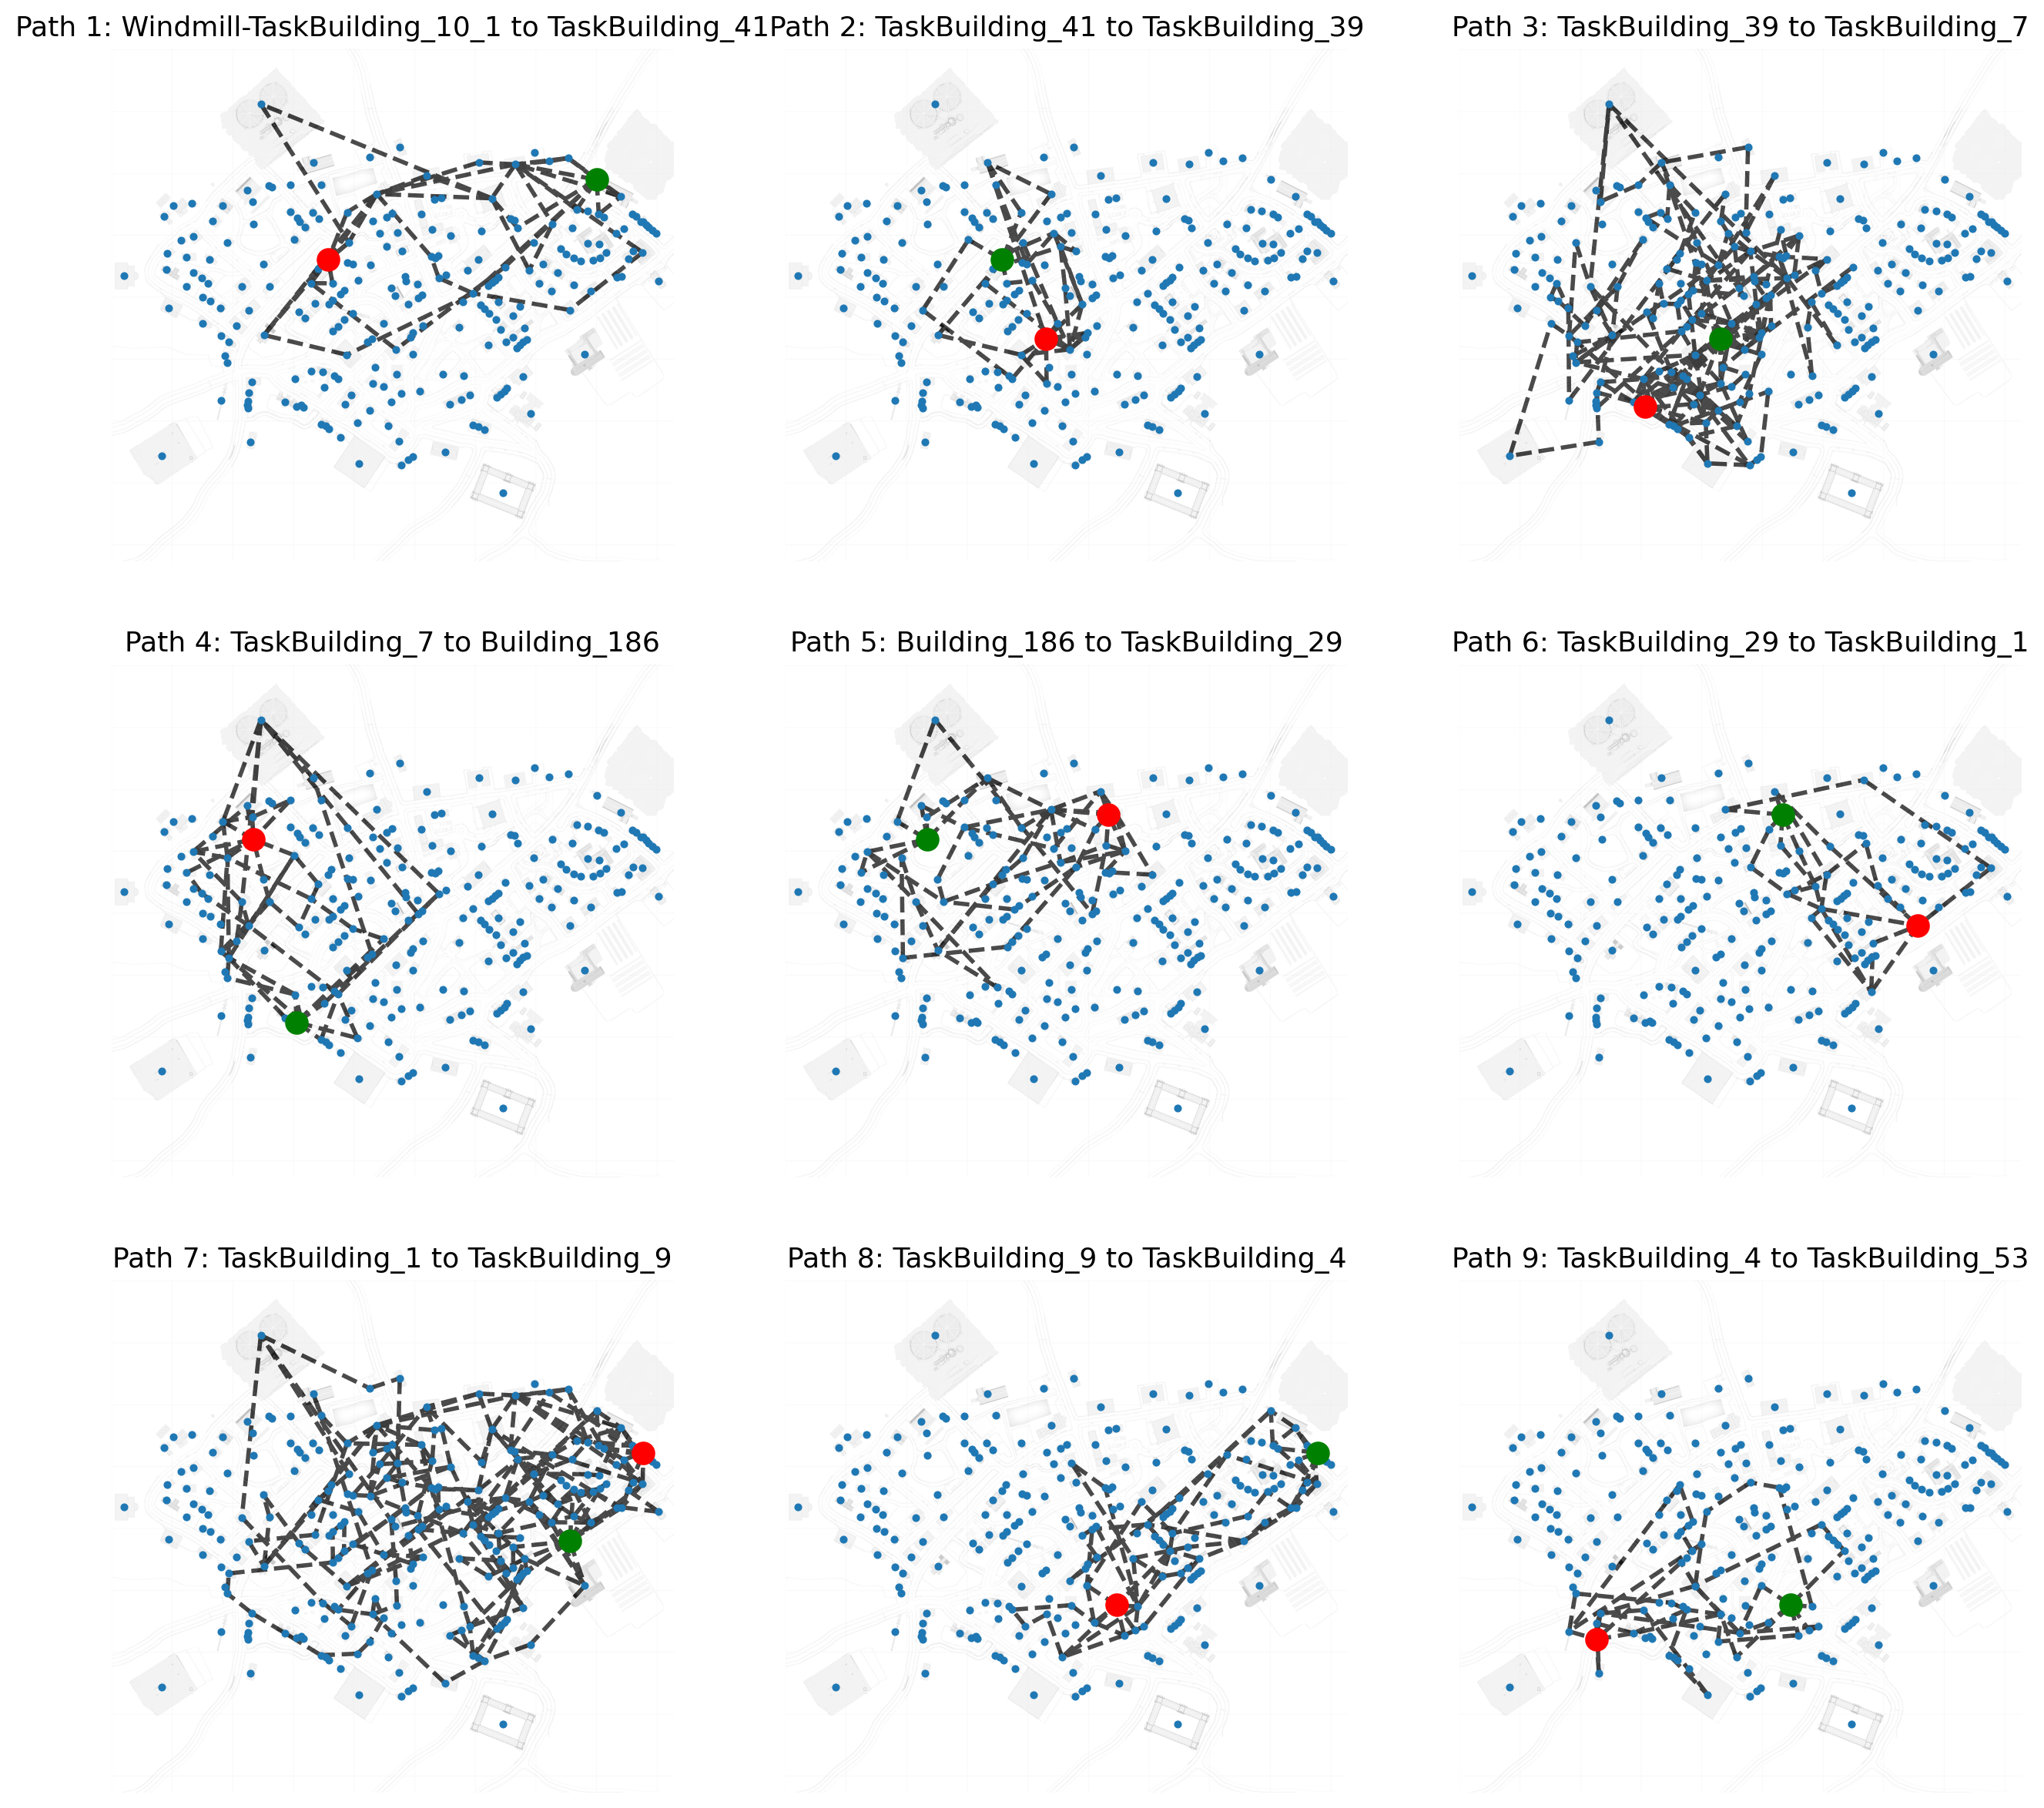 Path 1: Windmill-TaskBuilding_10_1 to TaskBuilding_41
Path 2: TaskBuilding_41 to TaskBuilding_39
Path 3: TaskBuilding_39 to TaskBuilding_7
Path 4: TaskBuilding_7 to Building_186
Path 5: Building_186 to TaskBuilding_29
Path 6: TaskBuilding_29 to TaskBuilding_1
Path 7: TaskBuilding_1 to TaskBuilding_9
Path 8: TaskBuilding_9 to TaskBuilding_4
Path 9: TaskBuilding_4 to TaskBuilding_53